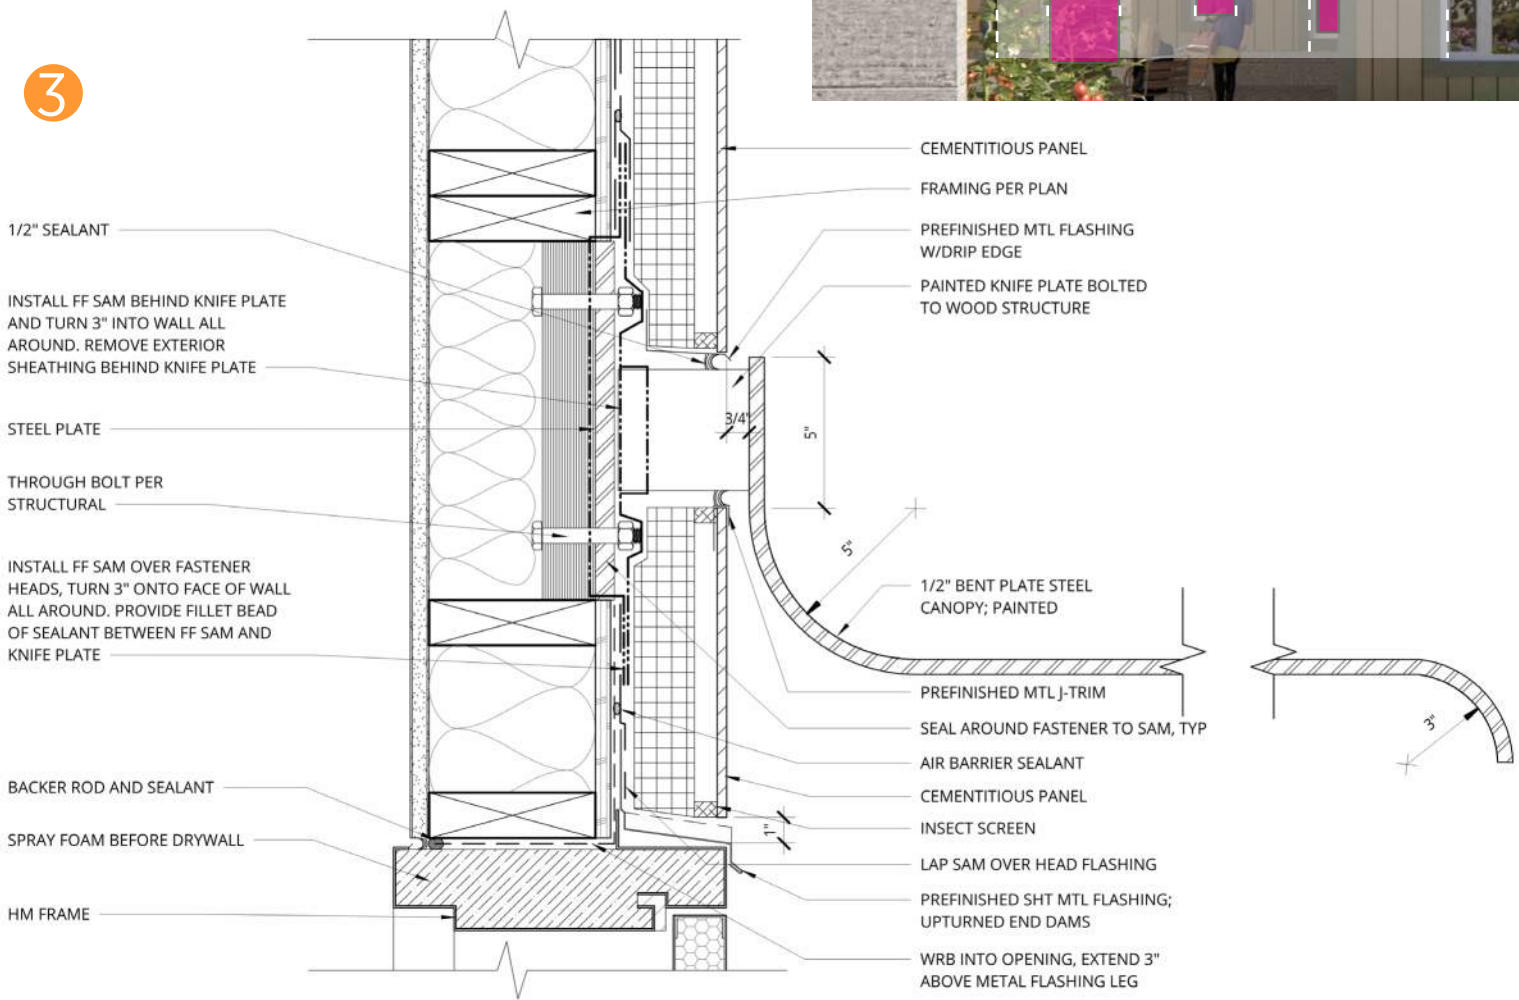 3
1/2" SEALANT
INSTALL FF SAM BEHIND KNIFE PLATE
AND TURN 3" INTO WALL ALL
AROUND. REMOVE EXTERIOR
SHEATHING BEHIND KNIFE PLATE
STEEL PLATE
THROUGH BOLT PER
STRUCTURAL
INSTALL FF SAM OVER FASTENER
HEADS, TURN 3" ONTO FACE OF WALL
ALL AROUND. PROVIDE FILLET BEAD
OF SEALANT BETWEEN FF SAM AND
KNIFE PLATE
BACKER ROD AND SEALANT
SPRAY FOAM BEFORE DRYWALL
HM FRAME
3/4"
5"
5"
3"
1"
CEMENTITIOUS PANEL
FRAMING PER PLAN
PREFINISHED MTL FLASHING
W/DRIP EDGE
PAINTED KNIFE PLATE BOLTED
TO WOOD STRUCTURE
1/2" BENT PLATE STEEL
CANOPY; PAINTED
PREFINISHED MTL J-TRIM
SEAL AROUND FASTENER TO SAM, TYP
AIR BARRIER SEALANT
CEMENTITIOUS PANEL
INSECT SCREEN
LAP SAM OVER HEAD FLASHING
PREFINISHED SHT MTL FLASHING;
UPTURNED END DAMS
WRB INTO OPENING, EXTEND 3"
ABOVE METAL FLASHING LEG